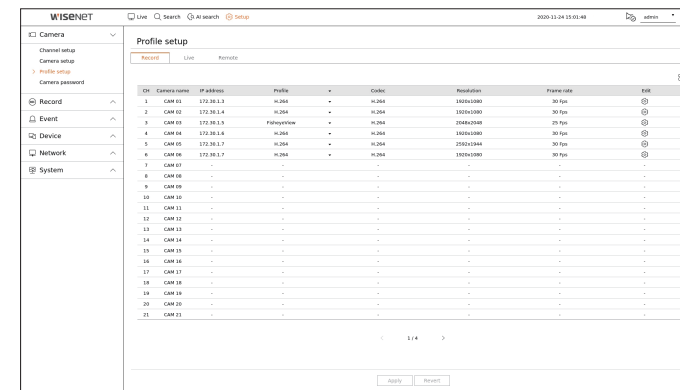 WISENET
Live Search AI search Setup 2020-11-24 15:01:48 admin
Camera
Channel setup
Camera setup
Profile setup
Camera password
Record
Event
Device
Network
System
Profile setup
Record Live Remote
CH Camera name IP address Profile Codec Resolution Frame rate Edit
1 CAM 01 172.30.1.3 H.264 H.264 1920x1080 30 Fps
2 CAM 02 172.30.1.4 H.264 H.264 1920x1080 30 Fps
3 CAM 03 172.30.1.5 FisheyeView H.264 2048x2048 25 Fps
4 CAM 04 172.30.1.6 H.264 H.264 1920x1080 30 Fps
5 CAM 05 172.30.1.7 H.264 H.264 2592x1944 30 Fps
6 CAM 06 172.30.1.7 H.264 H.264 1920x1080 30 Fps
7 CAM 07 - - - - - -
8 CAM 08 - - - - - -
9 CAM 09 - - - - - -
10 CAM 10 - - - - - -
11 CAM 11 - - - - - -
12 CAM 12 - - - - - -
13 CAM 13 - - - - - -
14 CAM 14 - - - - - -
15 CAM 15 - - - - - -
16 CAM 16 - - - - - -
17 CAM 17 - - - - - -
18 CAM 18 - - - - - -
19 CAM 19 - - - - - -
20 CAM 20 - - - - - -
21 CAM 21 - - - - - -
< 1 / 4 >
Apply Revert